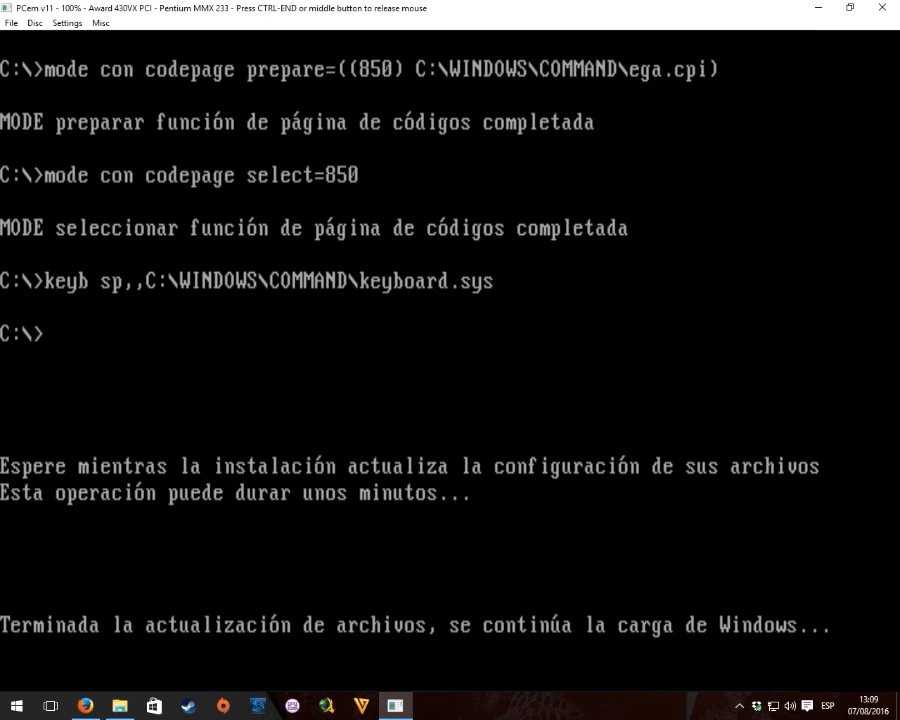 PCem v11 - 100% - Award 430VX PCI - Pentium MMX 233 - Press CTRL-END or middle button to release mouse
File Disc Settings Misc
C:\>mode con codepage prepare=((850) C:\WINDOWS\COMMAND\ega.cpi)
MODE preparar función de página de códigos completada
C:\>mode con codepage select=850
MODE seleccionar función de página de códigos completada
C:\>keyb sp,,C:\WINDOWS\COMMAND\keyboard.sys
C:\>
Espere mientras la instalación actualiza la configuración de sus archivos
Esta operación puede durar unos minutos...
Terminada la actualización de archivos, se continúa la carga de Windows...
ESP
13:09
07/08/2016